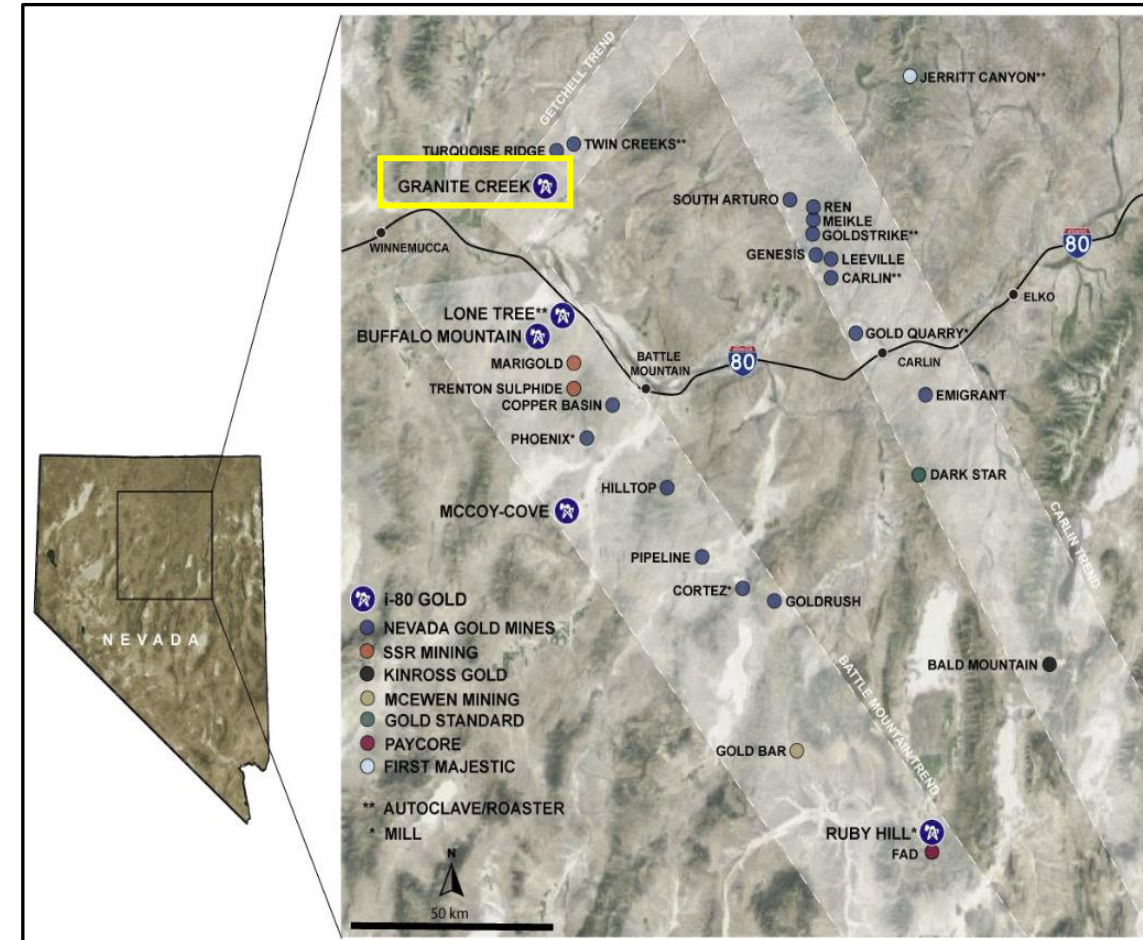 GETCHELL TREND
JERRITT CANYON**
TWIN CREEKS**
TURQUOISE RIDGE
GRANITE CREEK
SOUTH ARTURO
REN
MEIKLE
GOLDSTRIKE**
WINNEMUCCA
GENESIS
LEEVILLE
80
CARLIN**
ELKO
LONE TREE**
BUFFALO MOUNTAIN
GOLD QUARRY*
MARIGOLD
BATTLE
MOUNTAIN
80
CARLIN
TRENTON SULPHIDE
COPPER BASIN
EMIGRANT
PHOENIX*
DARK STAR
HILLTOP
MCCOY-COVE
CARLIN TREND
PIPELINE
CORTEZ*
GOLDRUSH
i-80 GOLD
NEVADA GOLD MINES
SSR MINING
KINROSS GOLD
MCEWEN MINING
GOLD STANDARD
PAYCORE
FIRST MAJESTIC
** AUTOCLAVE/ROASTER
* MILL
N
50 km
NEVADA
BALD MOUNTAIN
BATTLE MOUNTAIN TREND
GOLD BAR
RUBY HILL*
FAD